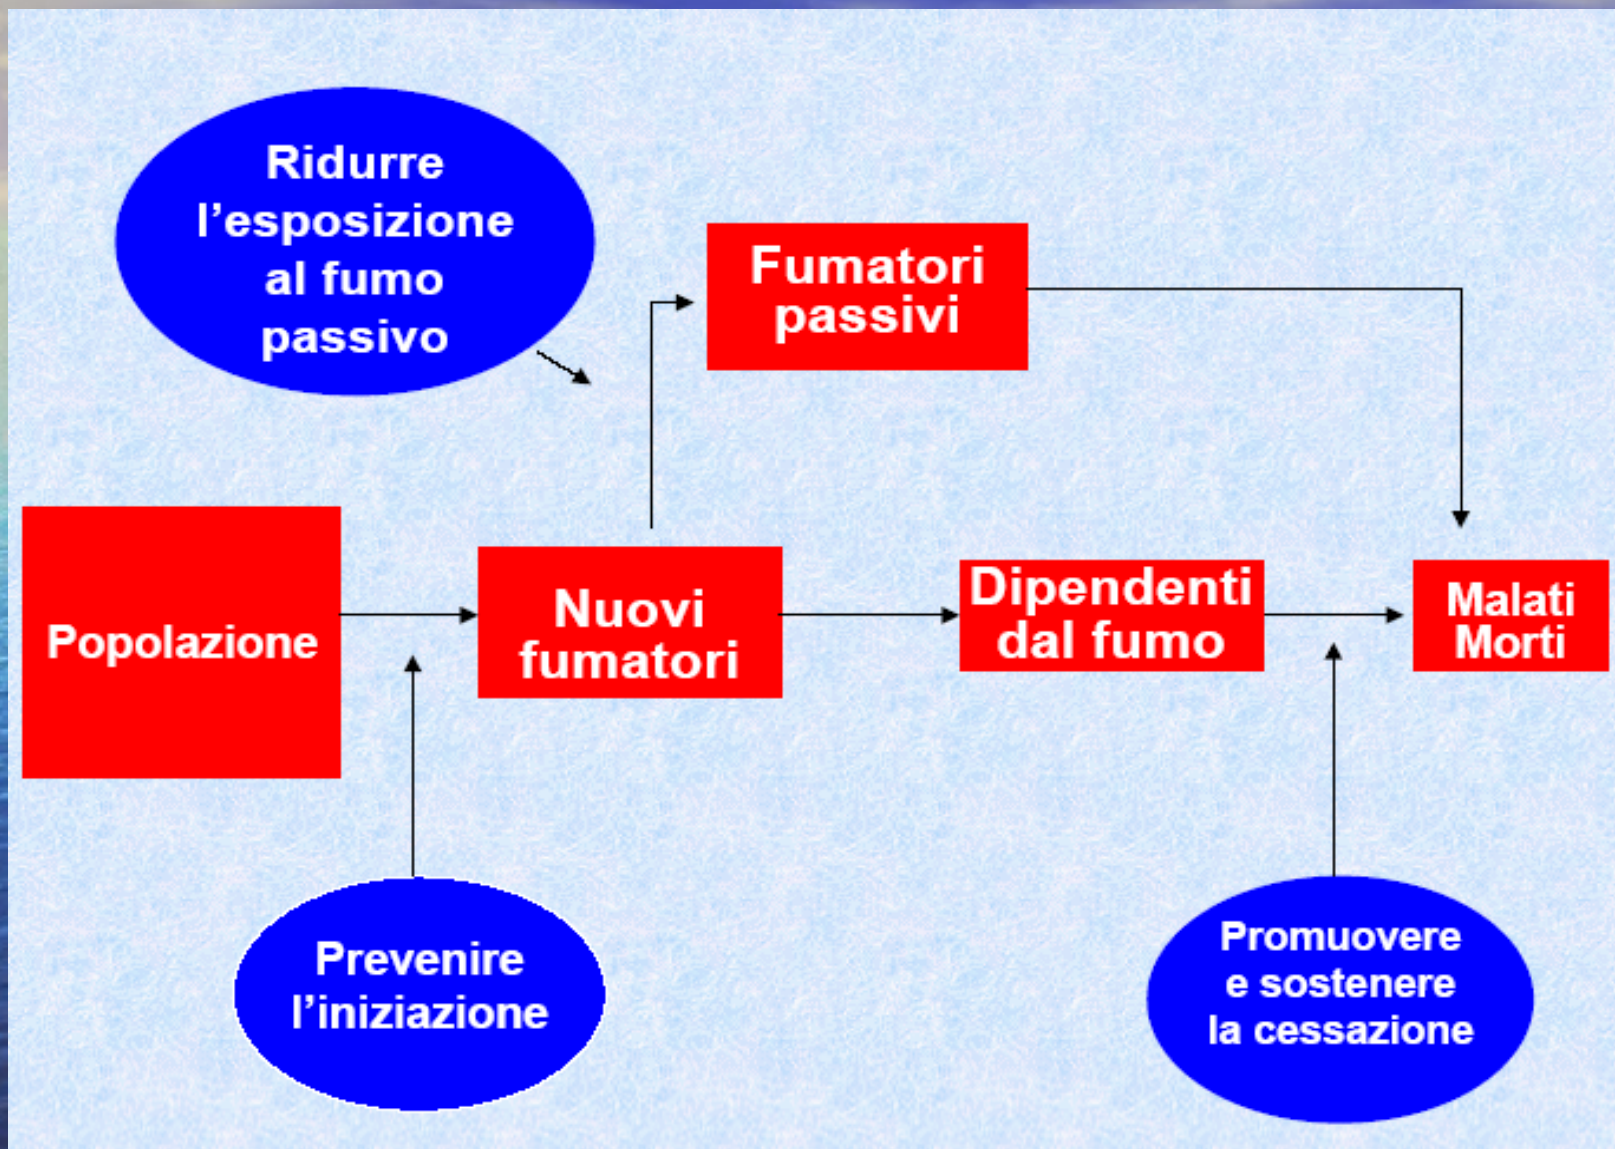 Ridurre
l’esposizione
al fumo
passivo
Fumatori
passivi
Popolazione
Nuovi
fumatori
Dipendenti
dal fumo
Malati
Morti
Prevenire
l’iniziazione
Promuovere
e sostenere
la cessazione